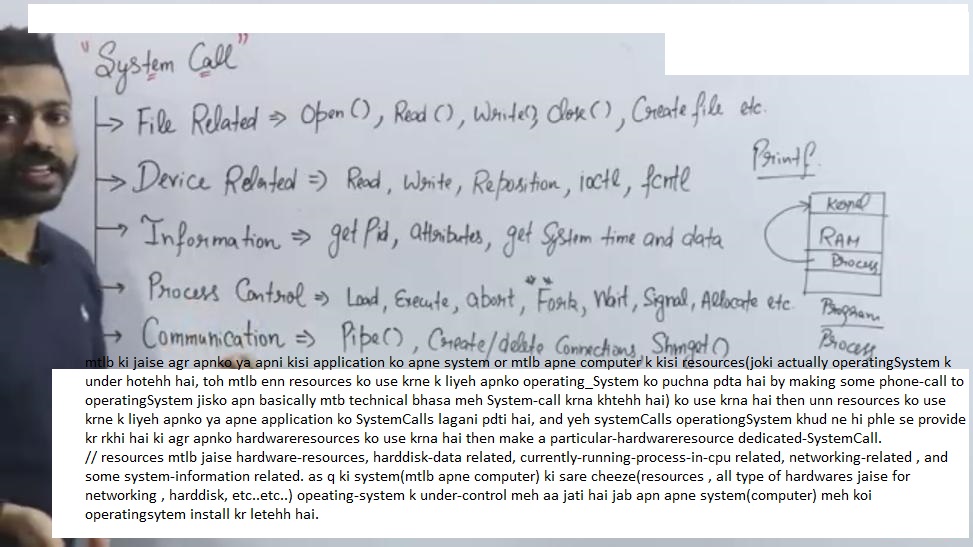 "System Call"
→ File Related ⇒ Open(), Read(), Write(), Close(), Create file etc.
Printf.
→ Device Related ⇒ Read, Write, Reposition, ioctl, fcntl
Kernel
→ Information ⇒ get Pid, attributes, get System time and data
RAM
Process
→ Process Control ⇒ Load, Execute, abort, Fork, Wait, Signal, Allocate etc.
Program
→ Communication ⇒ Pipe(), Create/delete Connections, Shmget()
Process
mtlb ki jaise agr apnko ya apni kisi application ko apne system or mtlb apne computer k kisi resources(joki actually operatingSystem k
under hotehh hai, toh mtlb enn resources ko use krne k liyeh apnko operating_System ko puchna pdta hai by making some phone-call to
operatingSystem jisko apn basically mtb technical bhasa meh System-call krna khtehh hai) ko use krna hai then unn resources ko use
krne k liyeh apnko ya apne application ko SystemCalls lagani pdti hai, and yeh systemCalls operationgSystem khud ne hi phle se provide
kr rkhi hai ki agr apnko hardwareresources ko use krna hai then make a particular-hardwareresource dedicated-SystemCall.
// resources mtlb jaise hardware-resources, harddisk-data related, currently-running-process-in-cpu related, networking-related , and
some system-information related. as q ki system(mtlb apne computer) ki sare cheeze(resources , all type of hardwares jaise for
networking , harddisk, etc..etc..) opeating-system k under-control meh aa jati hai jab apn apne system(computer) meh koi
operatingsytem install kr letehh hai.